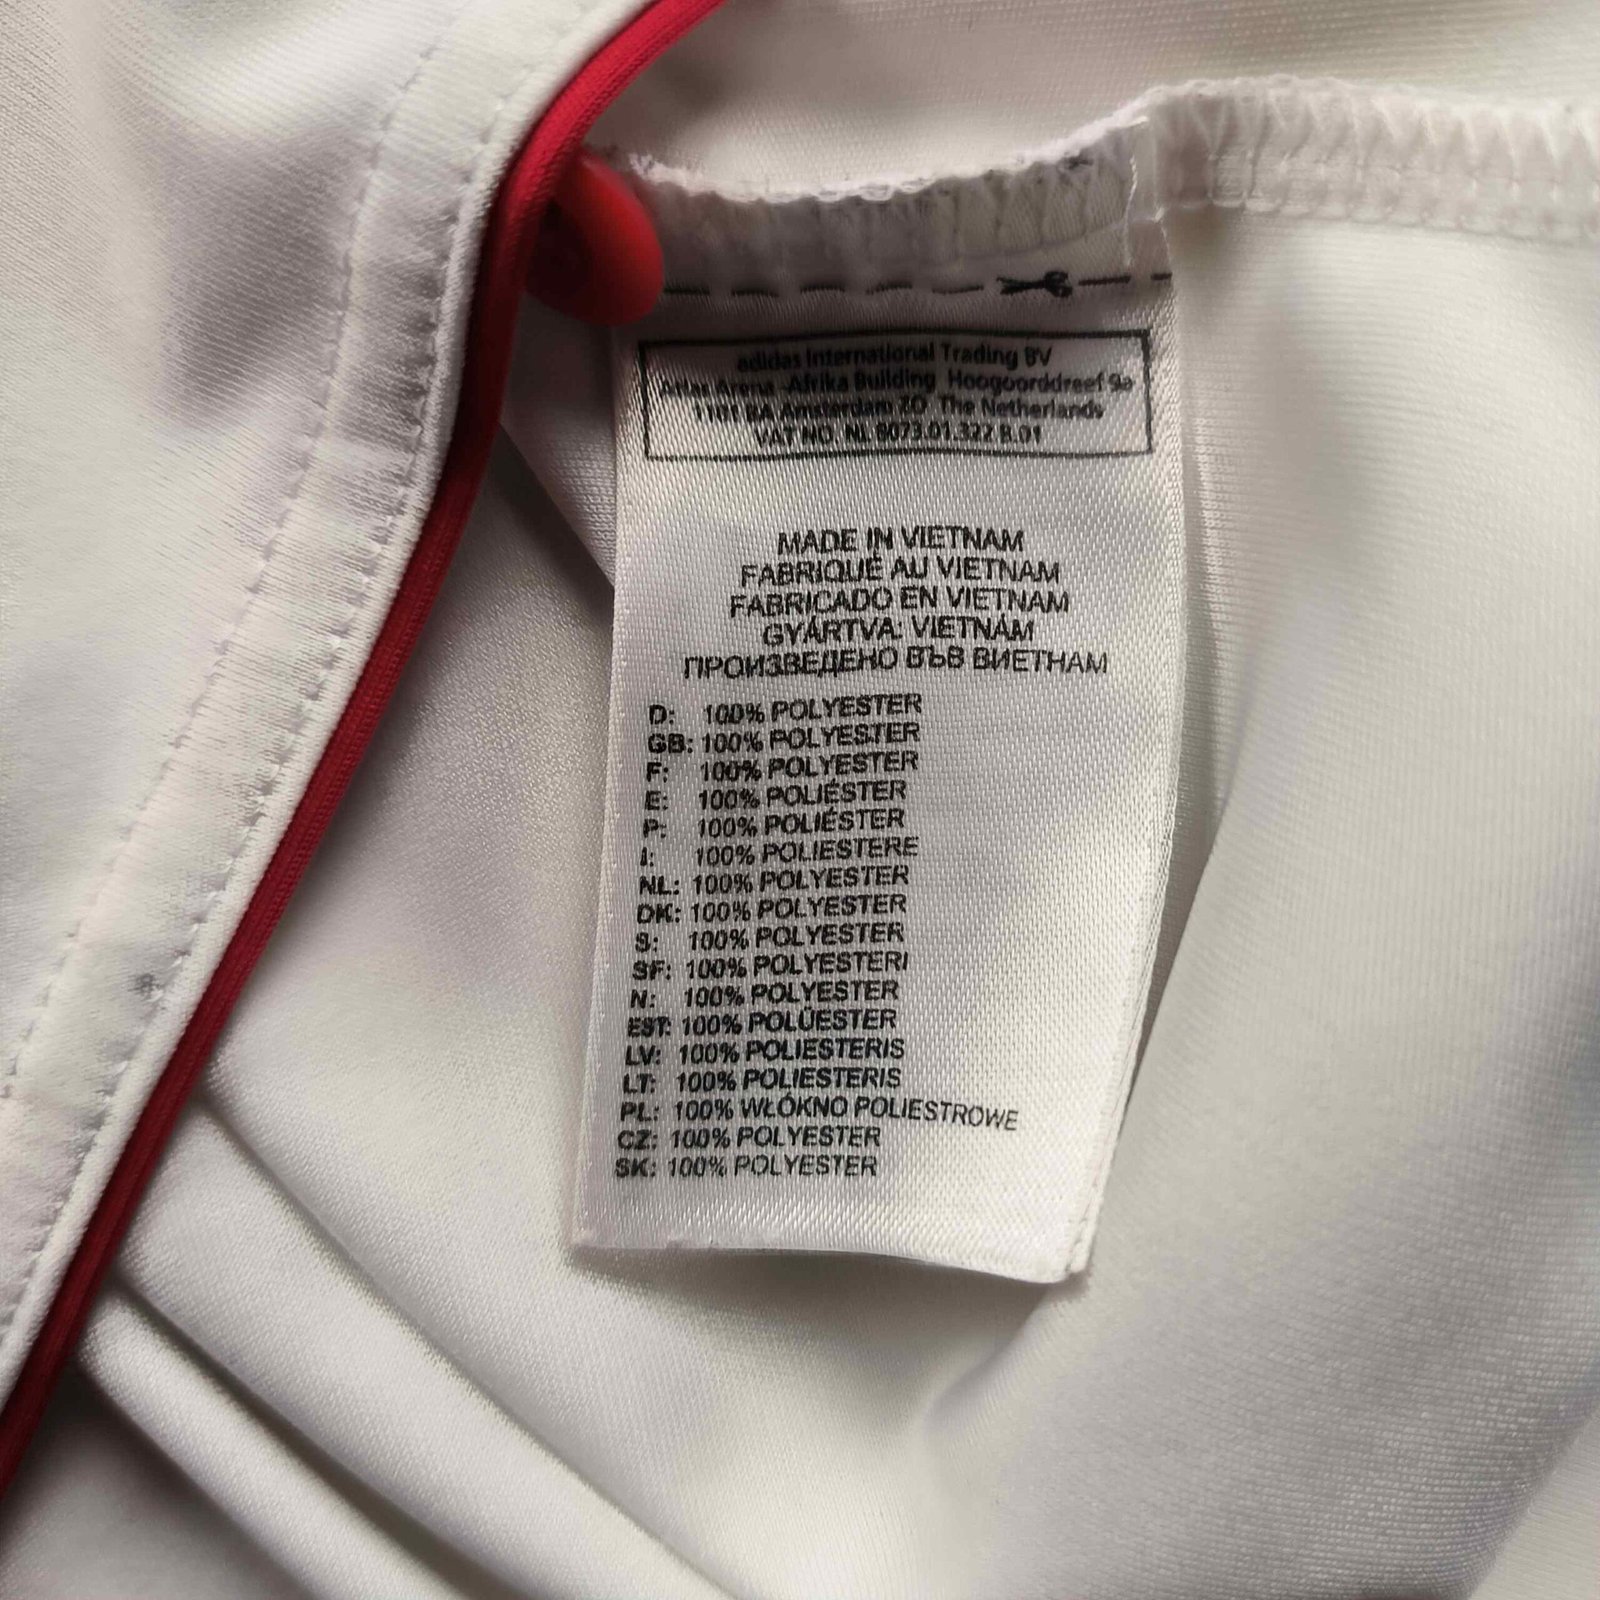 adidas International Trading BV
Atlas Arena -Afrika Building Hoogoorddreef 9a
1101 BA Amsterdam ZO The Netherlands
VAT NO. NL 8073.01.322 B.01
MADE IN VIETNAM
FABRIQUÉ AU VIETNAM
FABRICADO EN VIETNAM
GYÁRTVA: VIETNÁM
ПРОИЗВЕДЕНО ВЪВ ВИЕТНАМ
D: 100% POLYESTER
GB: 100% POLYESTER
F: 100% POLYESTER
E: 100% POLIÉSTER
P: 100% POLIÉSTER
I: 100% POLIESTERE
NL: 100% POLYESTER
DK: 100% POLYESTER
S: 100% POLYESTER
SF: 100% POLYESTERI
N: 100% POLYESTER
EST: 100% POLÜESTER
LV: 100% POLIESTERIS
LT: 100% POLIESTERIS
PL: 100% WŁÓKNO POLIESTROWE
CZ: 100% POLYESTER
SK: 100% POLYESTER